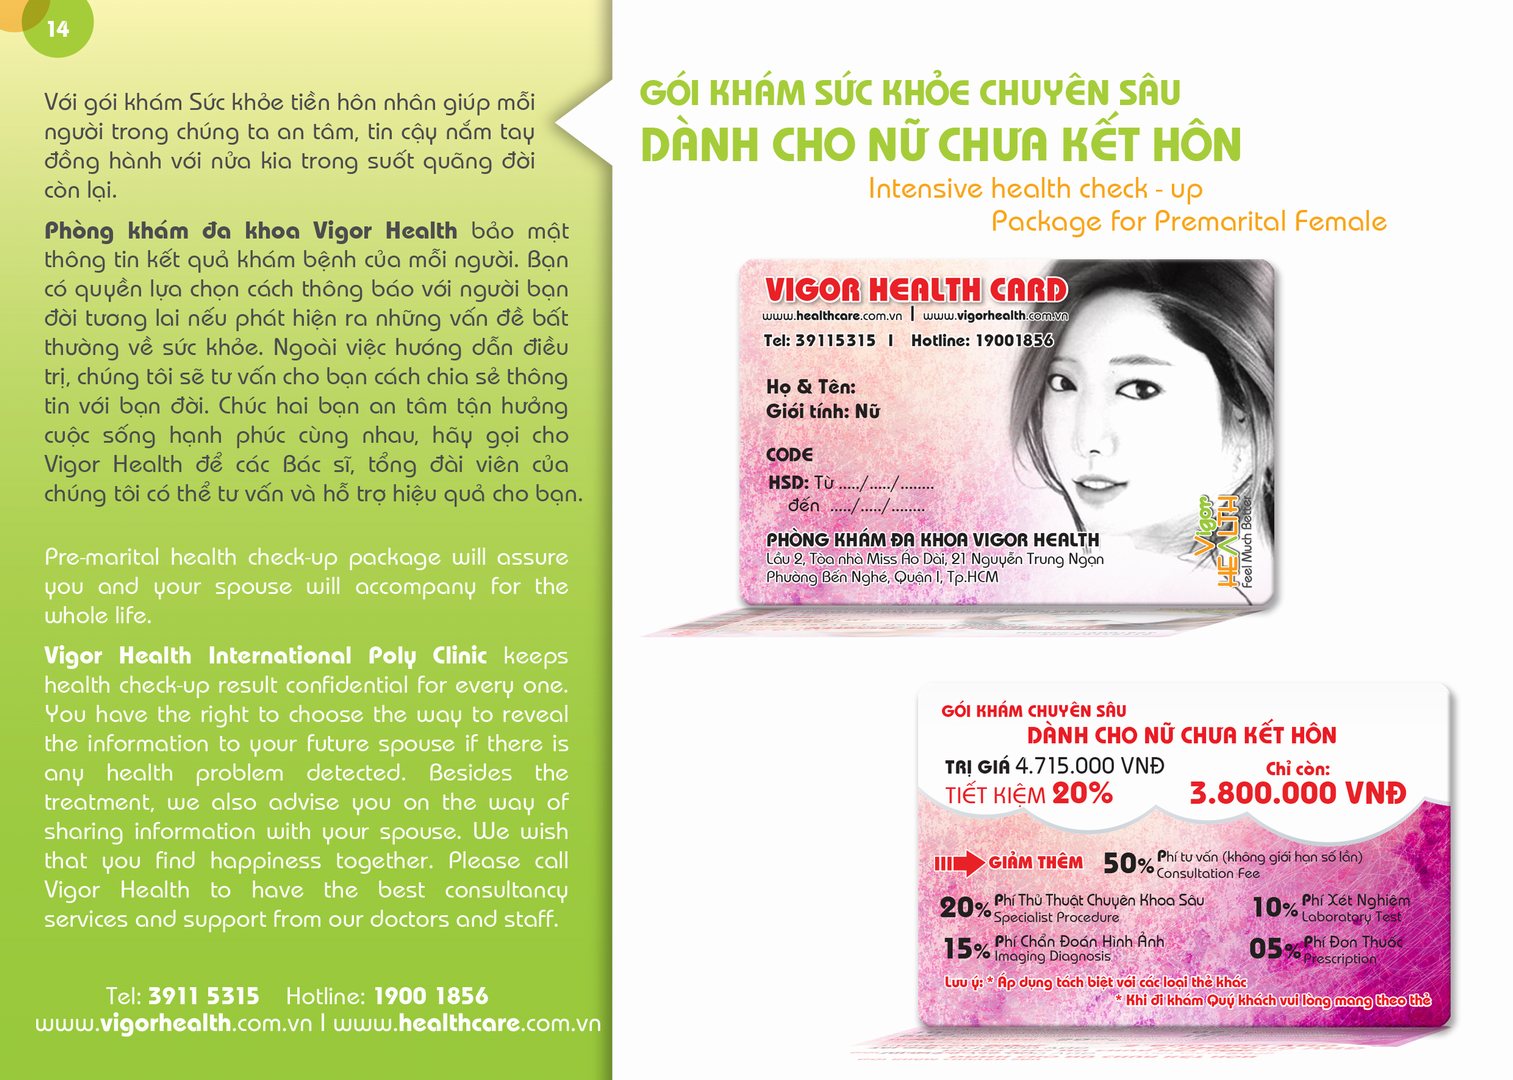 14
Với gói khám Sức khỏe tiền hôn nhân giúp mỗi
người trong chúng ta an tâm, tin cậy nắm tay
đồng hành với nửa kia trong suốt quãng đời
còn lại.
Phòng khám đa khoa Vigor Health bảo mật
thông tin kết quả khám bệnh của mỗi người. Bạn
có quyền lựa chọn cách thông báo với người bạn
đời tương lai nếu phát hiện ra những vấn đề bất
thường về sức khỏe. Ngoài việc hướng dẫn điều
trị, chúng tôi sẽ tư vấn cho bạn cách chia sẻ thông
tin với bạn đời. Chúc hai bạn an tâm tận hưởng
cuộc sống hạnh phúc cùng nhau, hãy gọi cho
Vigor Health để các Bác sĩ, tổng đài viên của
chúng tôi có thể tư vấn và hỗ trợ hiệu quả cho bạn.
Pre-marital health check-up package will assure
you and your spouse will accompany for the
whole life.
Vigor Health International Poly Clinic keeps
health check-up result confidential for every one.
You have the right to choose the way to reveal
the information to your future spouse if there is
any health problem detected. Besides the
treatment, we also advise you on the way of
sharing information with your spouse. We wish
that you find happiness together. Please call
Vigor Health to have the best consultancy
services and support from our doctors and staff.
Tel: 3911 5315 Hotline: 1900 1856
www.vigorhealth.com.vn | www.healthcare.com.vn
GÓI KHÁM SỨC KHỎE CHUYÊN SÂU
DÀNH CHO NỮ CHƯA KẾT HÔN
Intensive health check - up
Package for Premarital Female
VIGOR HEALTH CARD
www.healthcare.com.vn | www.vigorhealth.com.vn
Tel: 39115315 | Hotline: 19001856
Họ & Tên:
Giới tính: Nữ
CODE
HSD: Từ ...../...../........
đến ...../...../........
PHÒNG KHÁM ĐA KHOA VIGOR HEALTH
Lầu 2, Tòa nhà Miss Áo Dài, 21 Nguyễn Trung Ngạn
Phường Bến Nghé, Quận 1, Tp.HCM
Vigor
HEALTH
Feel Much Better
GÓI KHÁM CHUYÊN SÂU
DÀNH CHO NỮ CHƯA KẾT HÔN
TRỊ GIÁ 4.715.000 VNĐ
TIẾT KIỆM 20%
Chỉ còn:
3.800.000 VNĐ
GIẢM THÊM
50% Phí tư vấn (không giới hạn số lần)
Consultation Fee
20% Phí Thủ Thuật Chuyên Khoa Sâu
Specialist Procedure
10% Phí Xét Nghiệm
Laboratory Test
15% Phí Chẩn Đoán Hình Ảnh
Imaging Diagnosis
05% Phí Đơn Thuốc
Prescription
Lưu ý: * Áp dụng tách biệt với các loại thẻ khác
* Khi đi khám Quý khách vui lòng mang theo thẻ